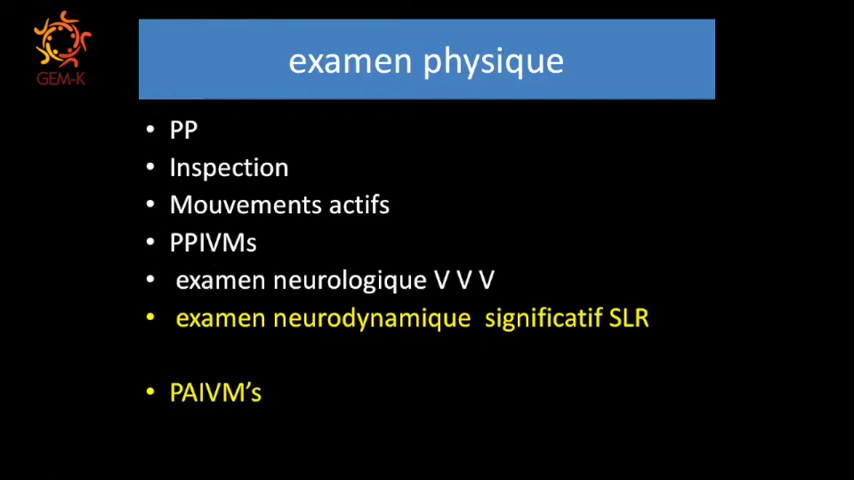 GEM-K
examen physique
• PP
• Inspection
• Mouvements actifs
• PPIVMs
• examen neurologique V V V
• examen neurodynamique significatif SLR
• PAIVM’s